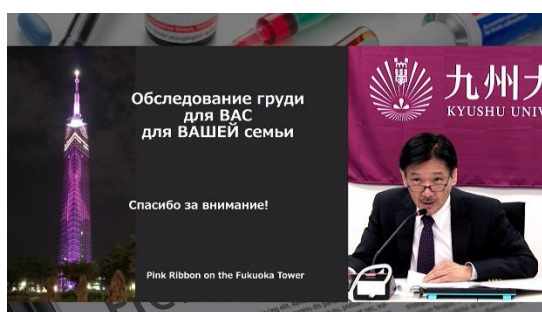 Обследование груди
для ВАС
для ВАШЕЙ семьи
Спасибо за внимание!
Pink Ribbon on the Fukuoka Tower
九州大
KYUSHU UNIV